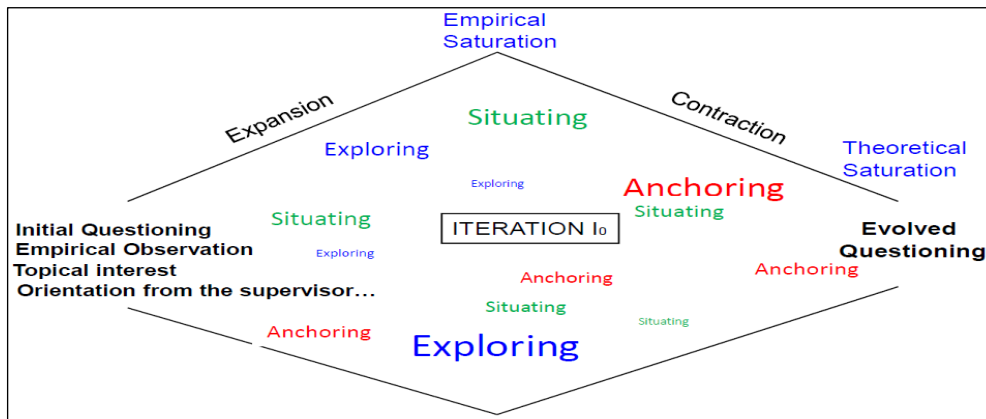 Empirical
Saturation
Expansion
Contraction
Situating
Exploring
Theoretical
Saturation
Exploring
Anchoring
Situating
Situating
Initial Questioning
ITERATION I₀
Evolved
Questioning
Empirical Observation
Exploring
Topical interest
Anchoring
Anchoring
Orientation from the supervisor...
Situating
Situating
Anchoring
Exploring